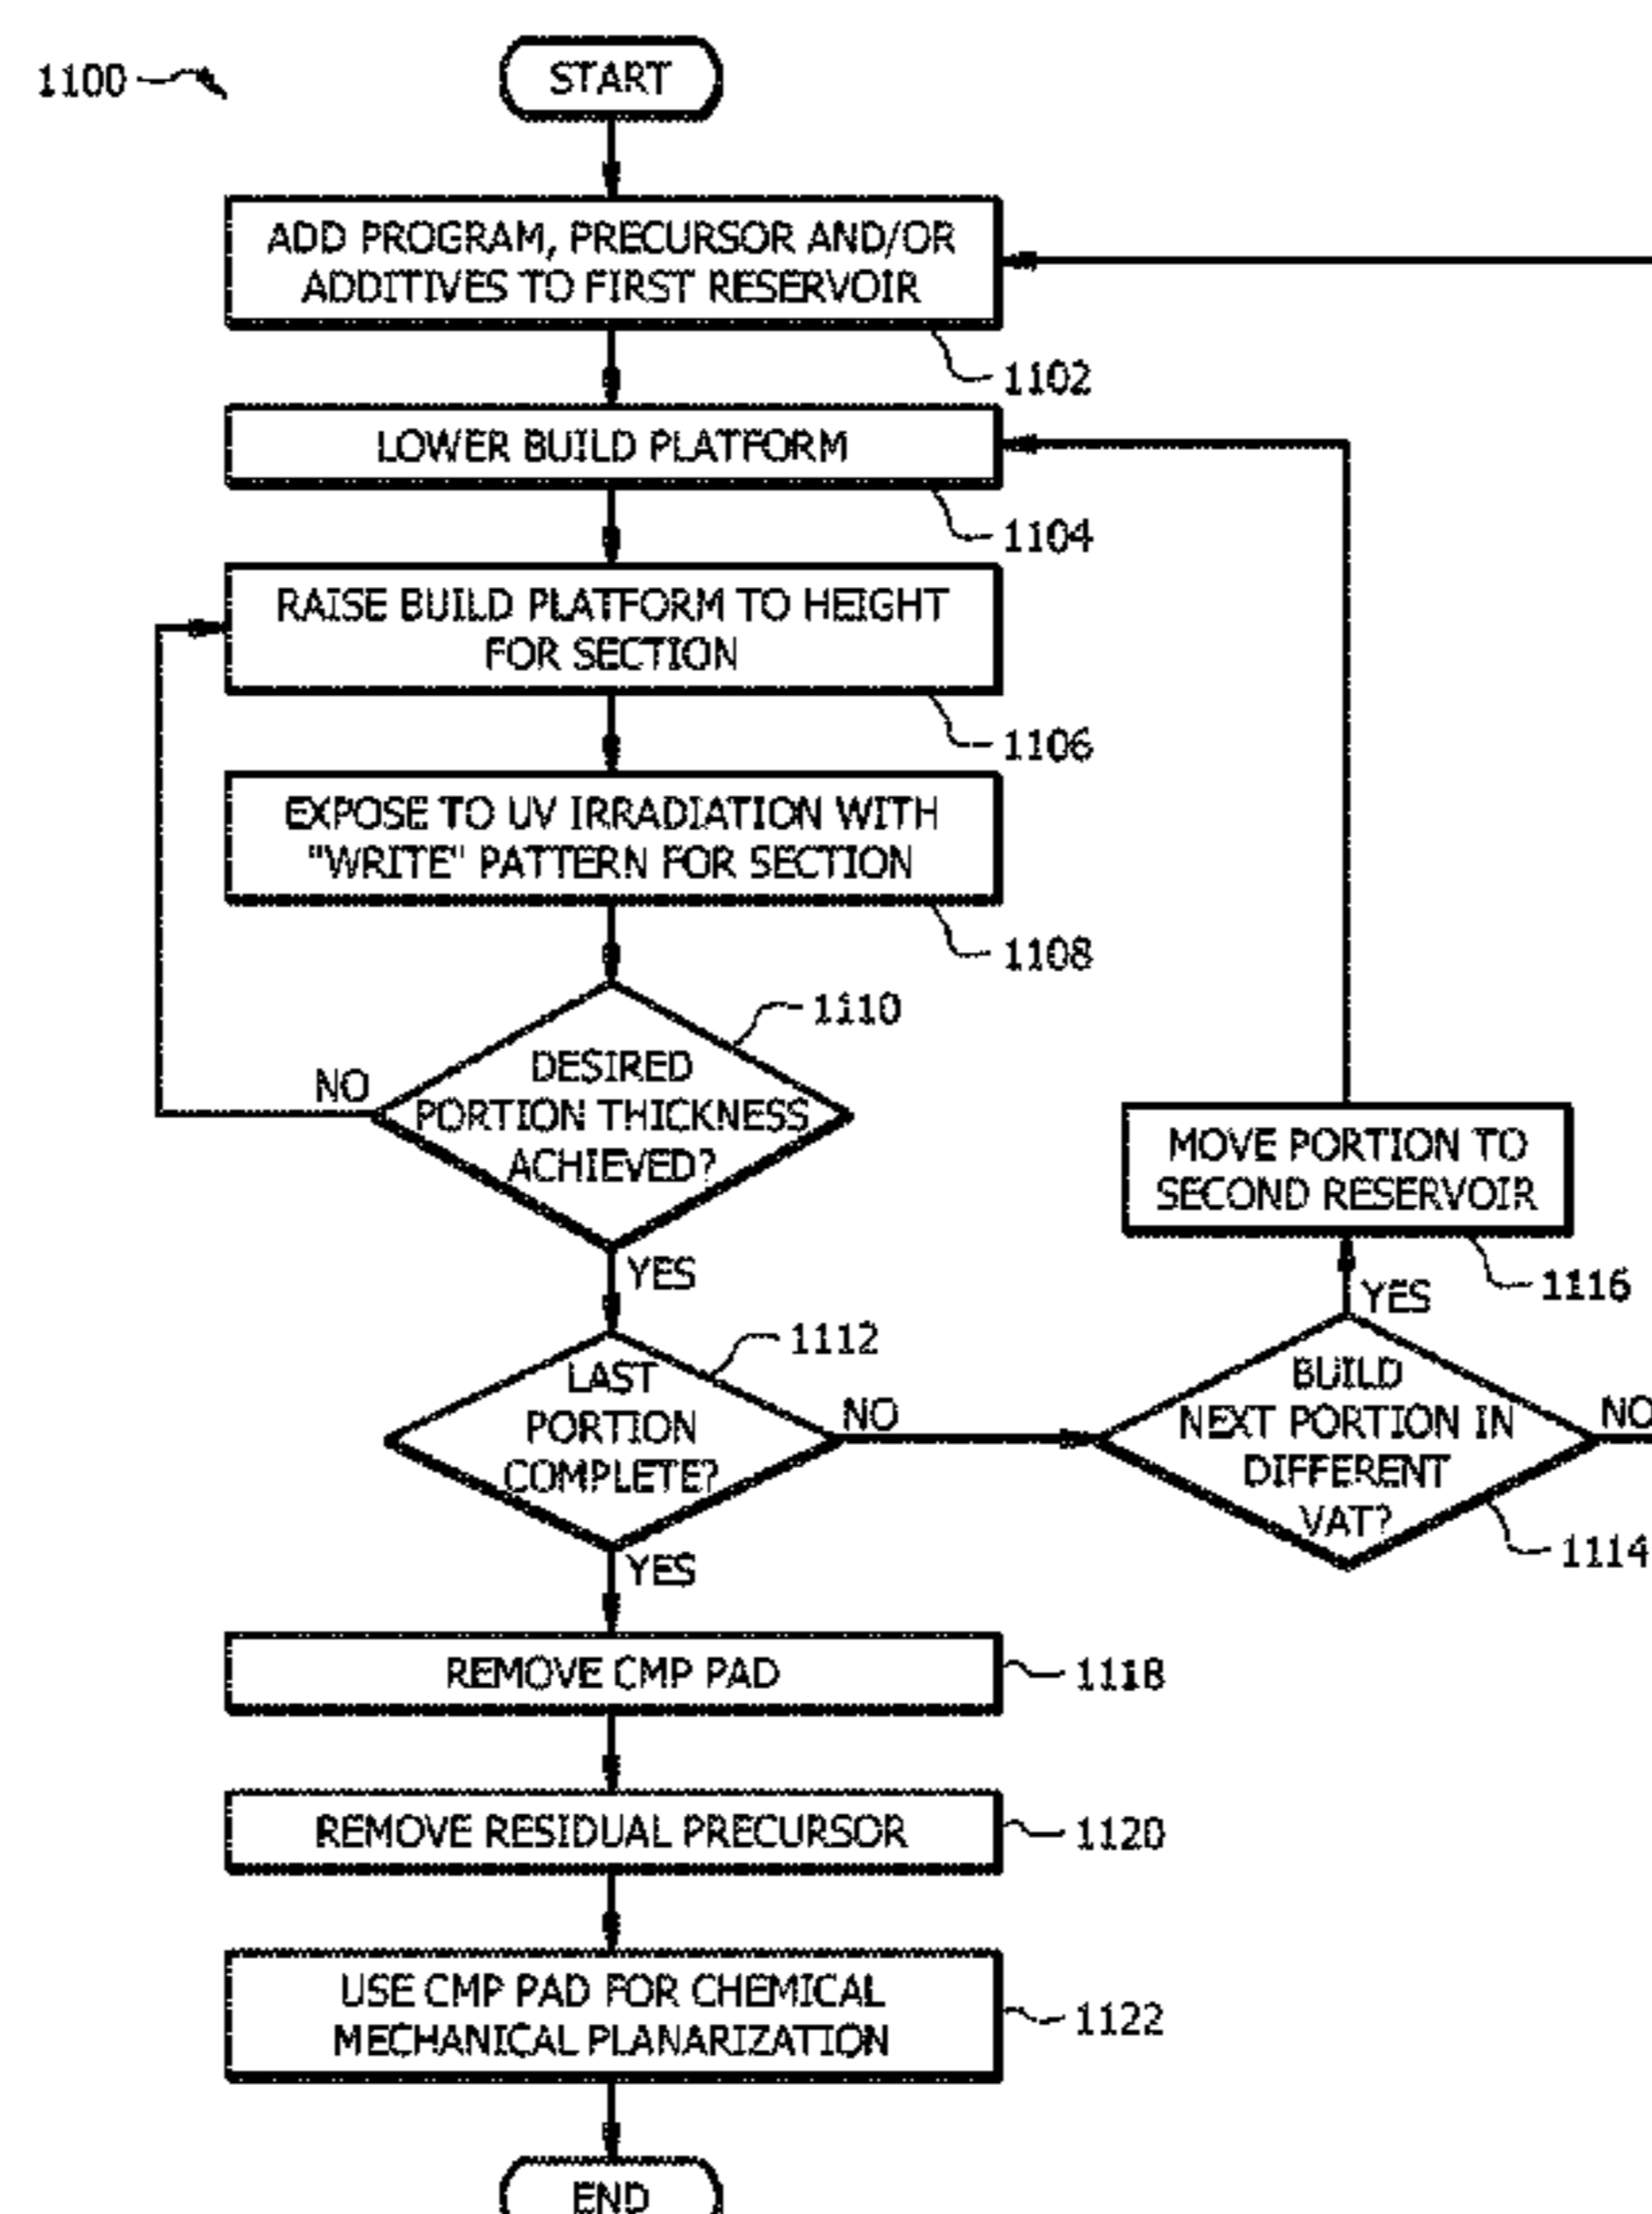 1100
START
ADD PROGRAM, PRECURSOR AND/OR
ADDITIVES TO FIRST RESERVOIR
1102
LOWER BUILD PLATFORM
1104
RAISE BUILD PLATFORM TO HEIGHT
FOR SECTION
1106
EXPOSE TO UV IRRADIATION WITH
"WRITE" PATTERN FOR SECTION
1108
1110
DESIRED
PORTION THICKNESS
ACHIEVED?
NO
YES
1112
LAST
PORTION
COMPLETE?
NO
YES
MOVE PORTION TO
SECOND RESERVOIR
1116
YES
BUILD
NEXT PORTION IN
DIFFERENT
VAT?
NO
1114
REMOVE CMP PAD
1118
REMOVE RESIDUAL PRECURSOR
1120
USE CMP PAD FOR CHEMICAL
MECHANICAL PLANARIZATION
1122
END